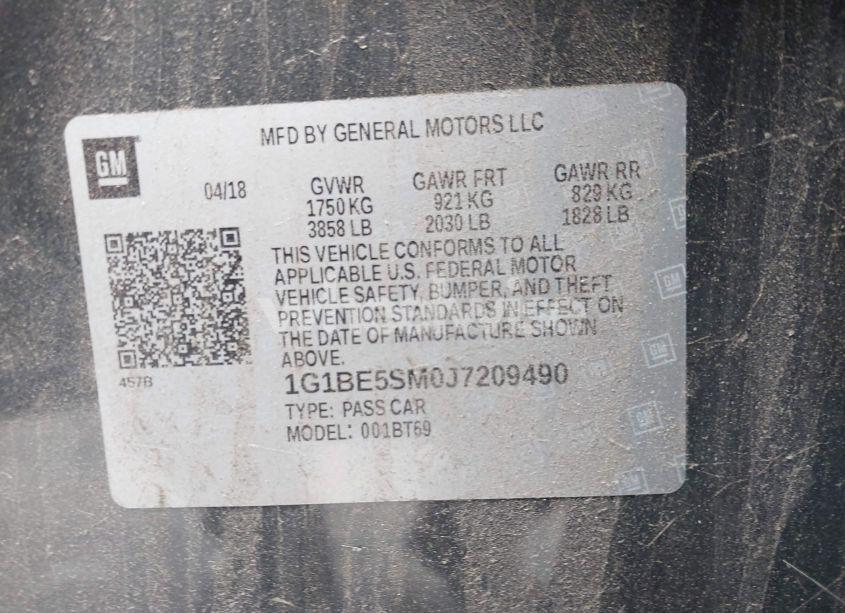 MFD BY GENERAL MOTORS LLC
GM
04/18
GVWR GAWR FRT GAWR RR
1750 KG 921 KG 829 KG
3858 LB 2030 LB 1828 LB
THIS VEHICLE CONFORMS TO ALL
APPLICABLE U.S. FEDERAL MOTOR
VEHICLE SAFETY, BUMPER, AND THEFT
PREVENTION STANDARDS IN EFFECT ON
THE DATE OF MANUFACTURE SHOWN
ABOVE.
457B
1G1BE5SM0J7209490
TYPE: PASS CAR
MODEL: 001BT69